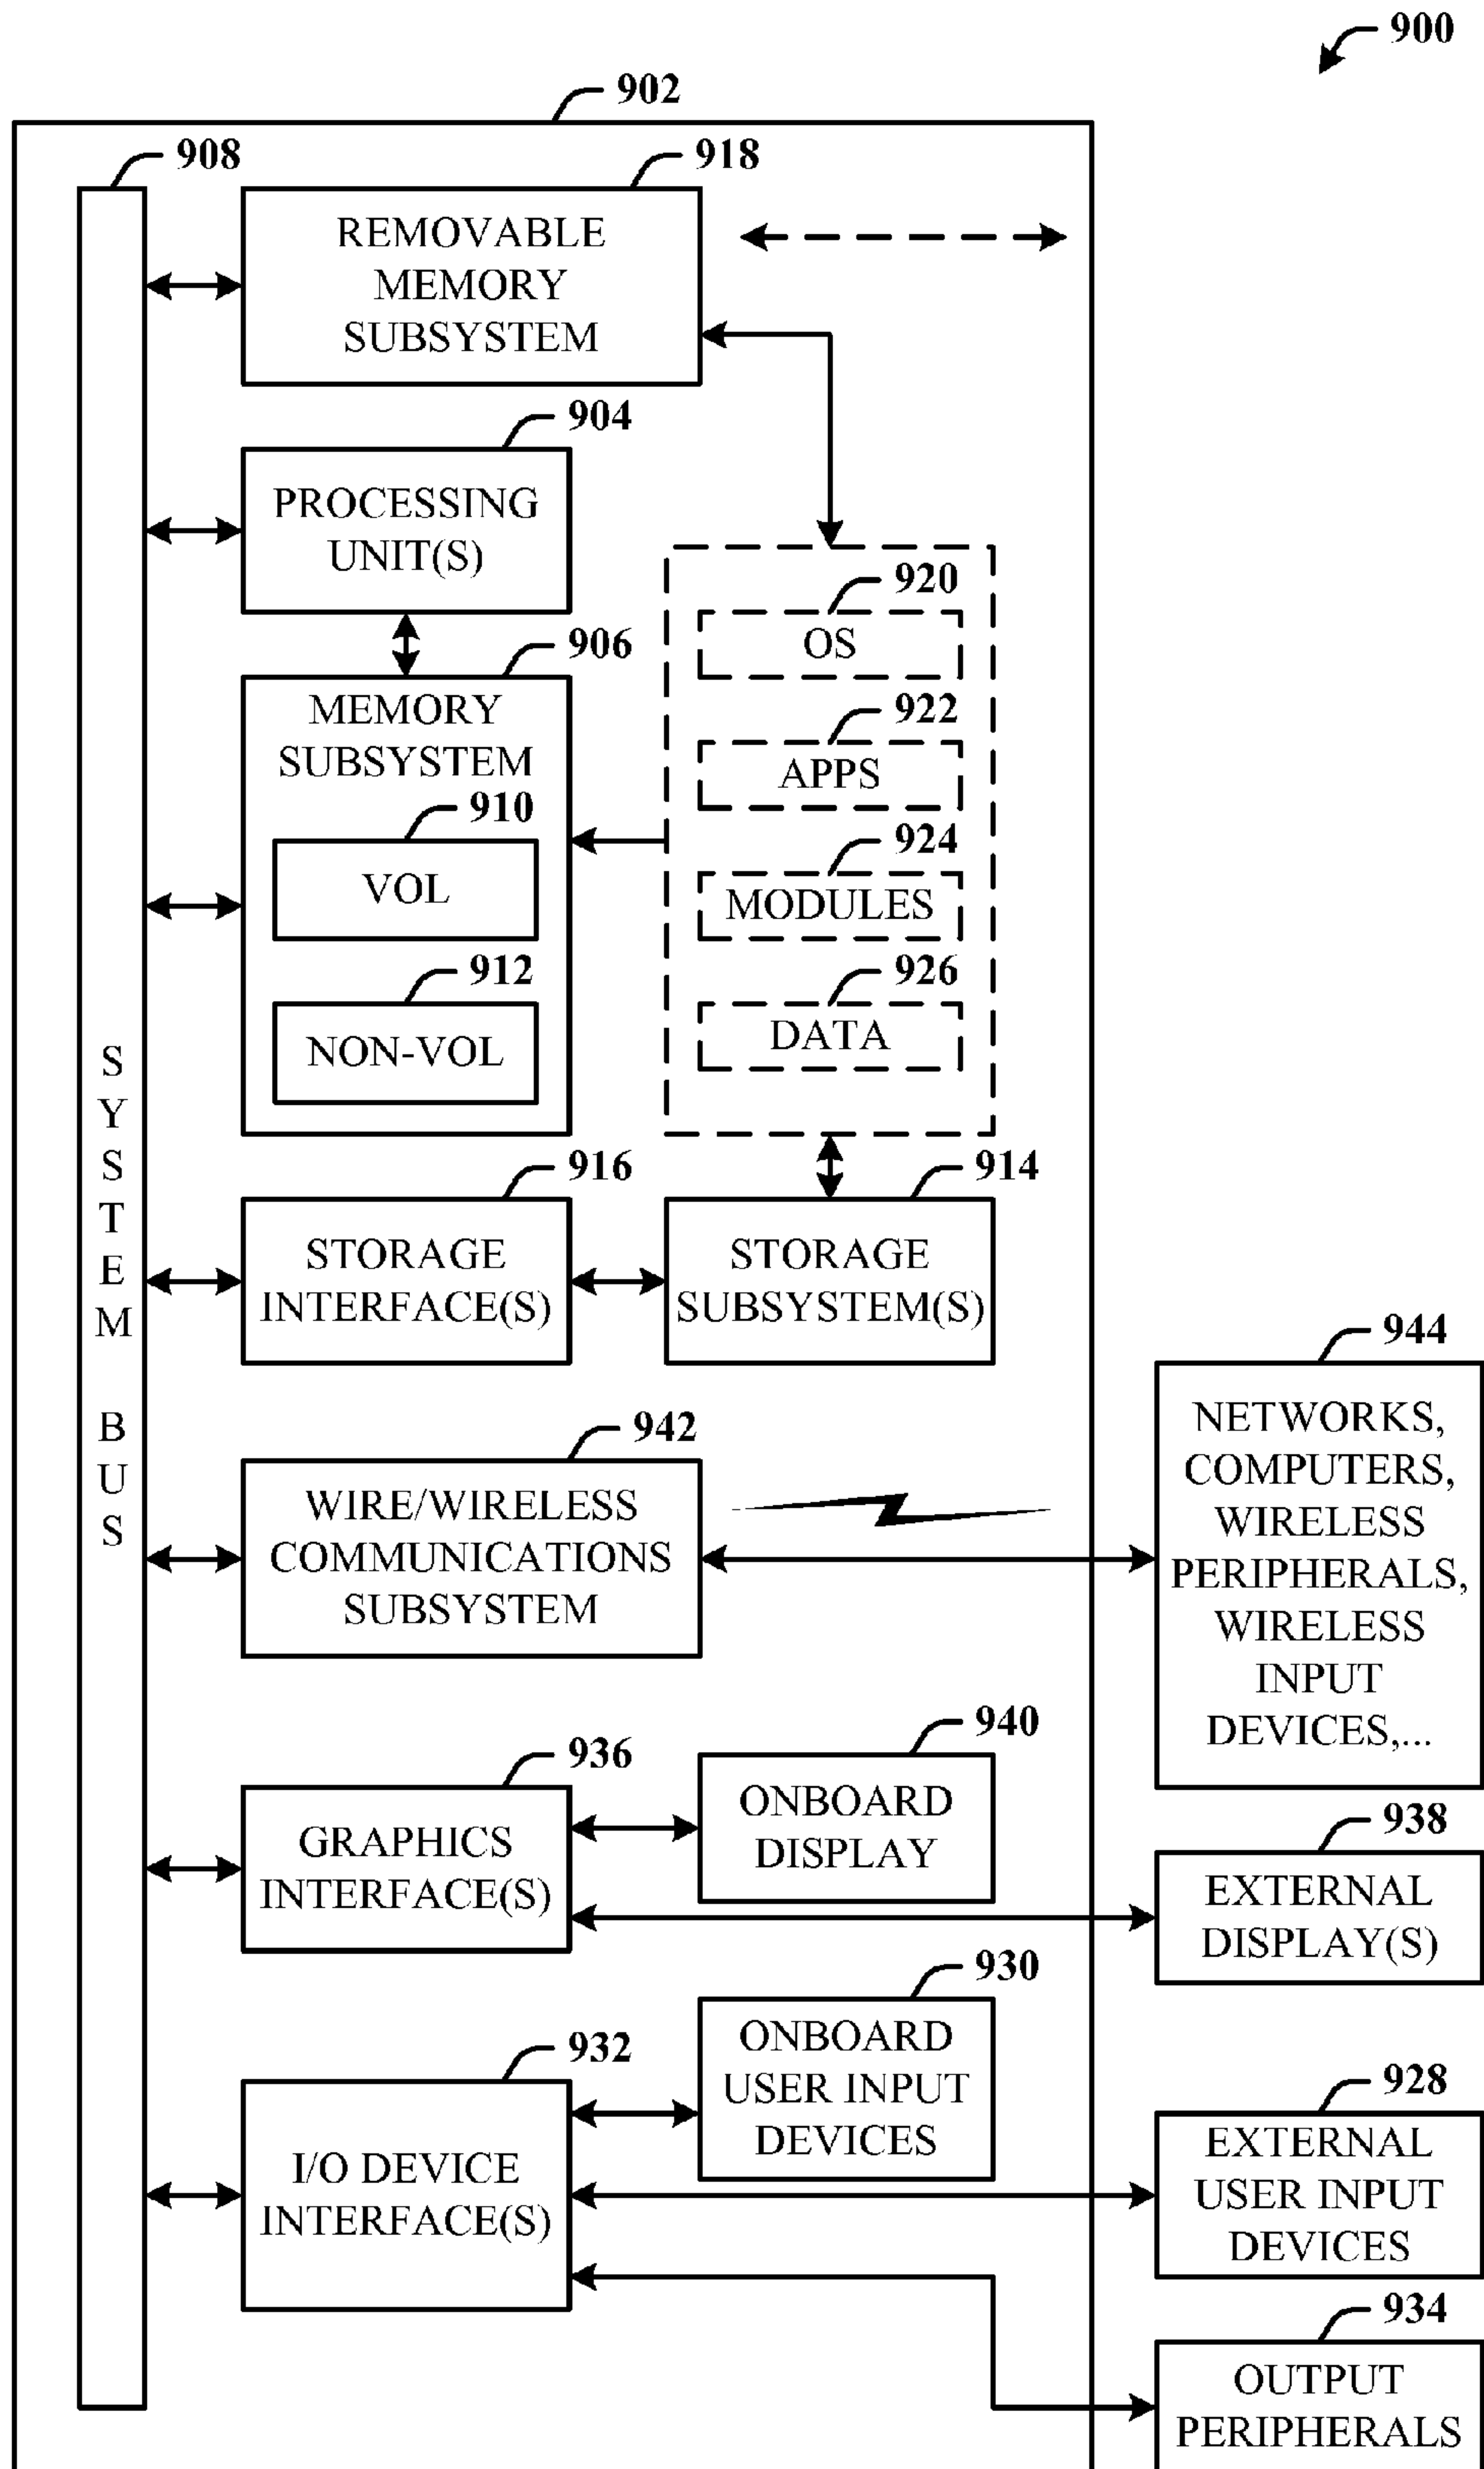 900
902
908
918
REMOVABLE
MEMORY
SUBSYSTEM
904
PROCESSING
UNIT(S)
906
MEMORY
SUBSYSTEM
910
VOL
912
NON-VOL
920
OS
922
APPS
924
MODULES
926
DATA
SYSTEM BUS
916
STORAGE
INTERFACE(S)
914
STORAGE
SUBSYSTEM(S)
942
WIRE/WIRELESS
COMMUNICATIONS
SUBSYSTEM
944
NETWORKS,
COMPUTERS,
WIRELESS
PERIPHERALS,
WIRELESS
INPUT
DEVICES,...
936
GRAPHICS
INTERFACE(S)
940
ONBOARD
DISPLAY
938
EXTERNAL
DISPLAY(S)
932
I/O DEVICE
INTERFACE(S)
930
ONBOARD
USER INPUT
DEVICES
928
EXTERNAL
USER INPUT
DEVICES
934
OUTPUT
PERIPHERALS